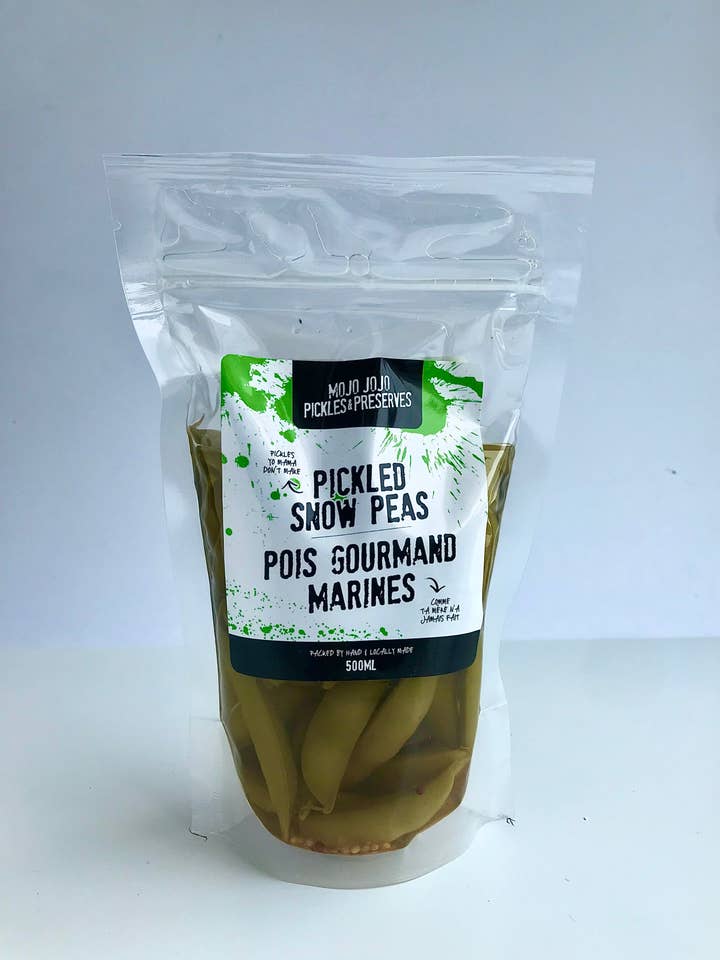 MOJO JOJO
PICKLES & PRESERVES
PICKLES
YO MAMA
DON'T MAKE
PICKLED
SNOW PEAS
POIS GOURMAND
MARINES
COMME
TA MERE N'A
JAMAIS FAIT
PACKED BY HAND | LOCALLY MADE
500ML